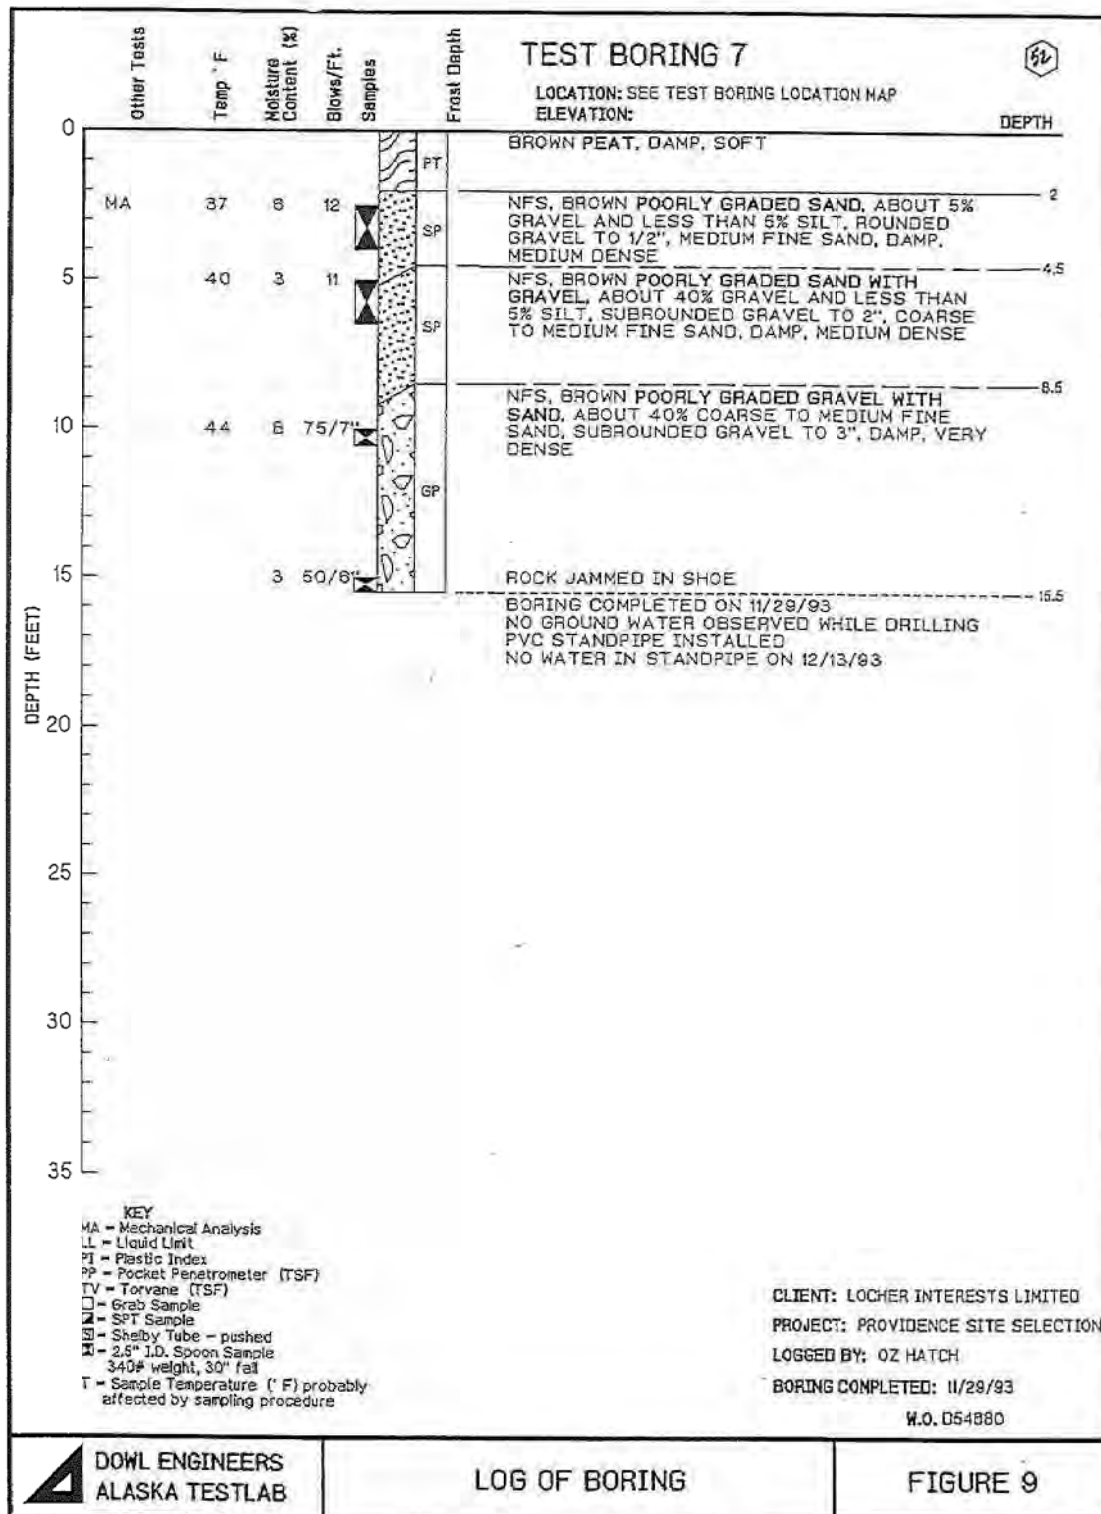 Other Tests
Temp °F
Moisture Content (%)
Blows/Ft.
Samples
Frost Depth
TEST BORING 7
52
LOCATION: SEE TEST BORING LOCATION MAP
ELEVATION:
DEPTH
0
BROWN PEAT, DAMP, SOFT
PT
2
MA 37 8 12
SP
NFS, BROWN POORLY GRADED SAND, ABOUT 5%
GRAVEL AND LESS THAN 5% SILT, ROUNDED
GRAVEL TO 1/2", MEDIUM FINE SAND, DAMP,
MEDIUM DENSE
4.5
5
40 3 11
SP
NFS, BROWN POORLY GRADED SAND WITH
GRAVEL, ABOUT 40% GRAVEL AND LESS THAN
5% SILT, SUBROUNDED GRAVEL TO 2", COARSE
TO MEDIUM FINE SAND, DAMP, MEDIUM DENSE
8.5
10
44 6 75/7"
GP
NFS, BROWN POORLY GRADED GRAVEL WITH
SAND, ABOUT 40% COARSE TO MEDIUM FINE
SAND, SUBROUNDED GRAVEL TO 3", DAMP, VERY
DENSE
15
3 50/6"
ROCK JAMMED IN SHOE
15.5
BORING COMPLETED ON 11/29/93
NO GROUND WATER OBSERVED WHILE DRILLING
PVC STANDPIPE INSTALLED
NO WATER IN STANDPIPE ON 12/13/93
DEPTH (FEET)
20
25
30
35
KEY
MA - Mechanical Analysis
LL - Liquid Limit
PI - Plastic Index
PP - Pocket Penetrometer (TSF)
TV - Torvane (TSF)
- Grab Sample
- SPT Sample
- Shelby Tube - pushed
- 2.5" I.D. Spoon Sample
340# weight, 30" fall
T - Sample Temperature (°F) probably
affected by sampling procedure
CLIENT: LOCHER INTERESTS LIMITED
PROJECT: PROVIDENCE SITE SELECTION
LOGGED BY: OZ HATCH
BORING COMPLETED: 11/29/93
W.O. D54880
DOWL ENGINEERS
ALASKA TESTLAB
LOG OF BORING
FIGURE 9